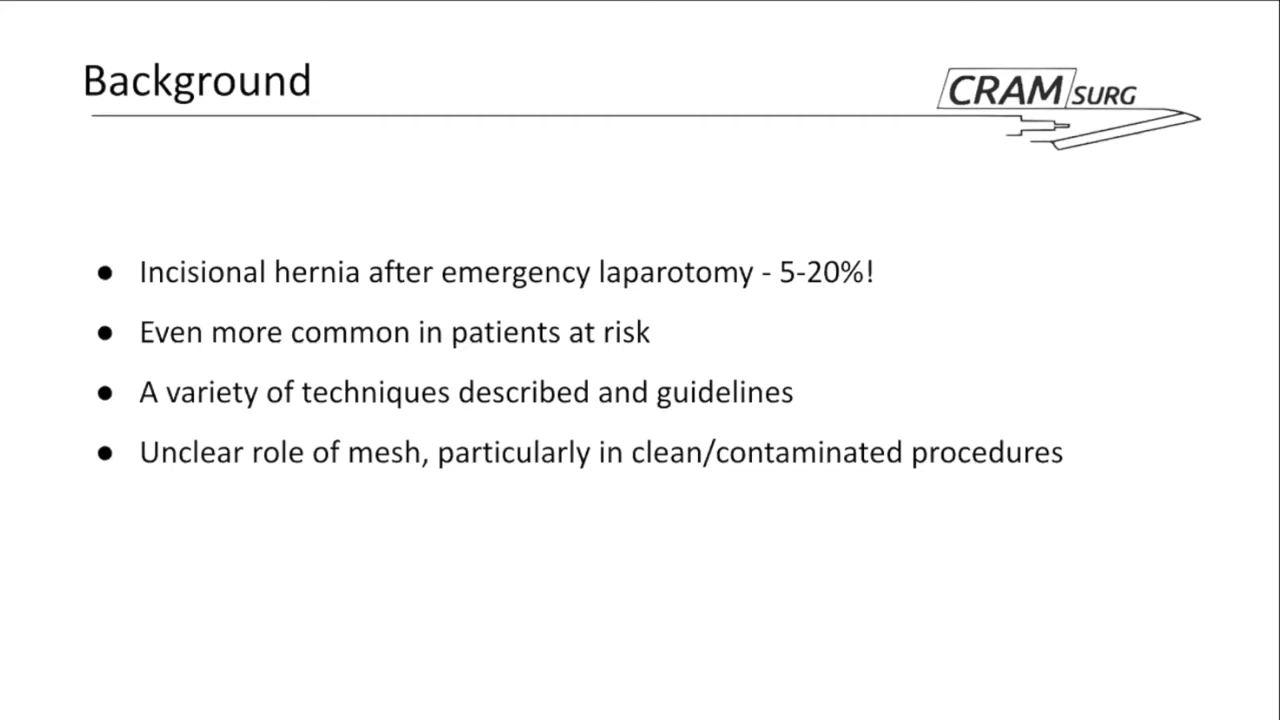 Background
CRAM SURG
● Incisional hernia after emergency laparotomy - 5-20%!
● Even more common in patients at risk
● A variety of techniques described and guidelines
● Unclear role of mesh, particularly in clean/contaminated procedures